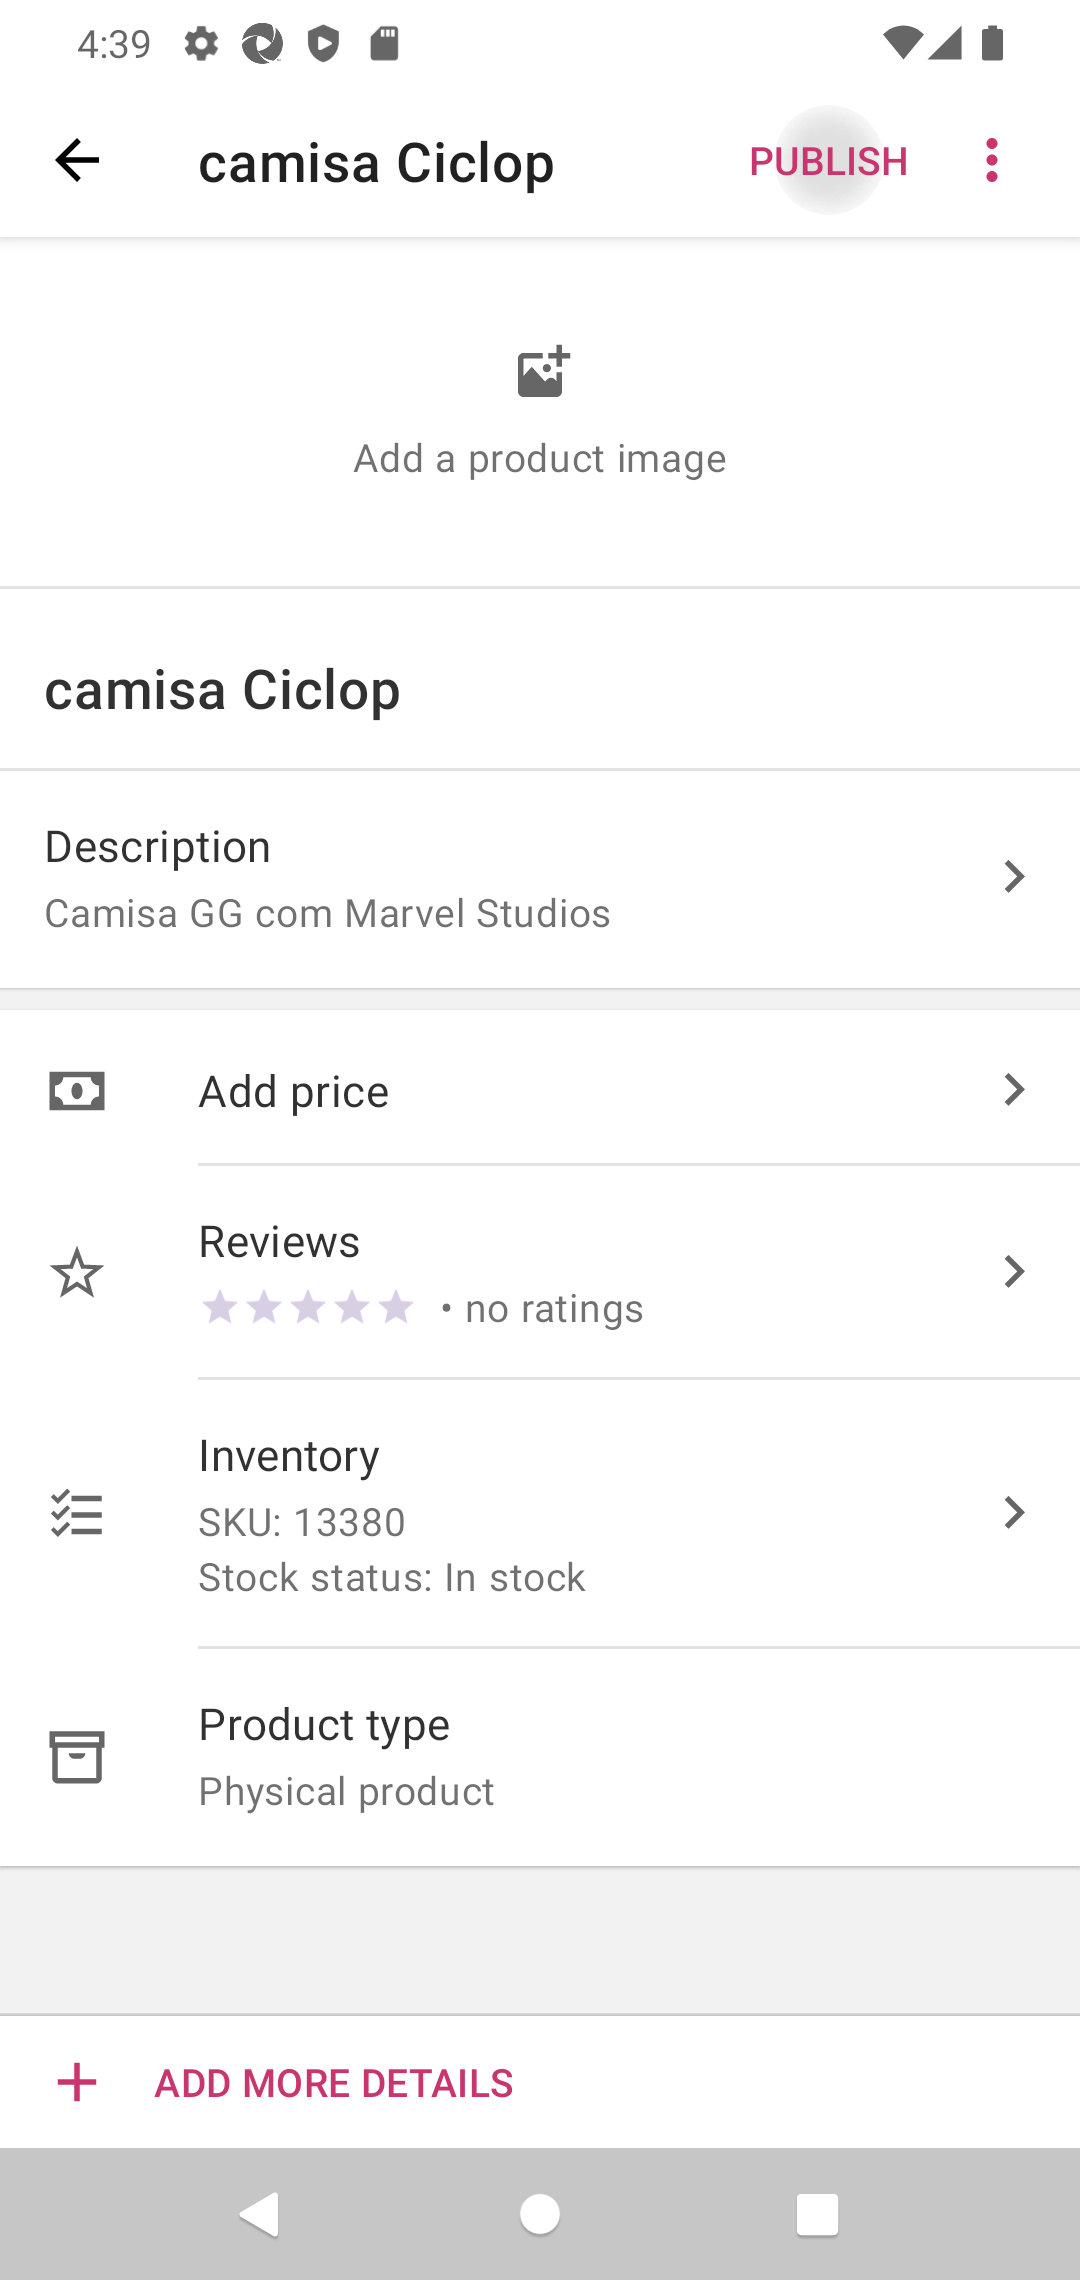 4:39
camisa Ciclop
PUBLISH
Add a product image
camisa Ciclop
Description
Camisa GG com Marvel Studios
Add price
Reviews
• no ratings
Inventory
SKU: 13380
Stock status: In stock
Product type
Physical product
ADD MORE DETAILS